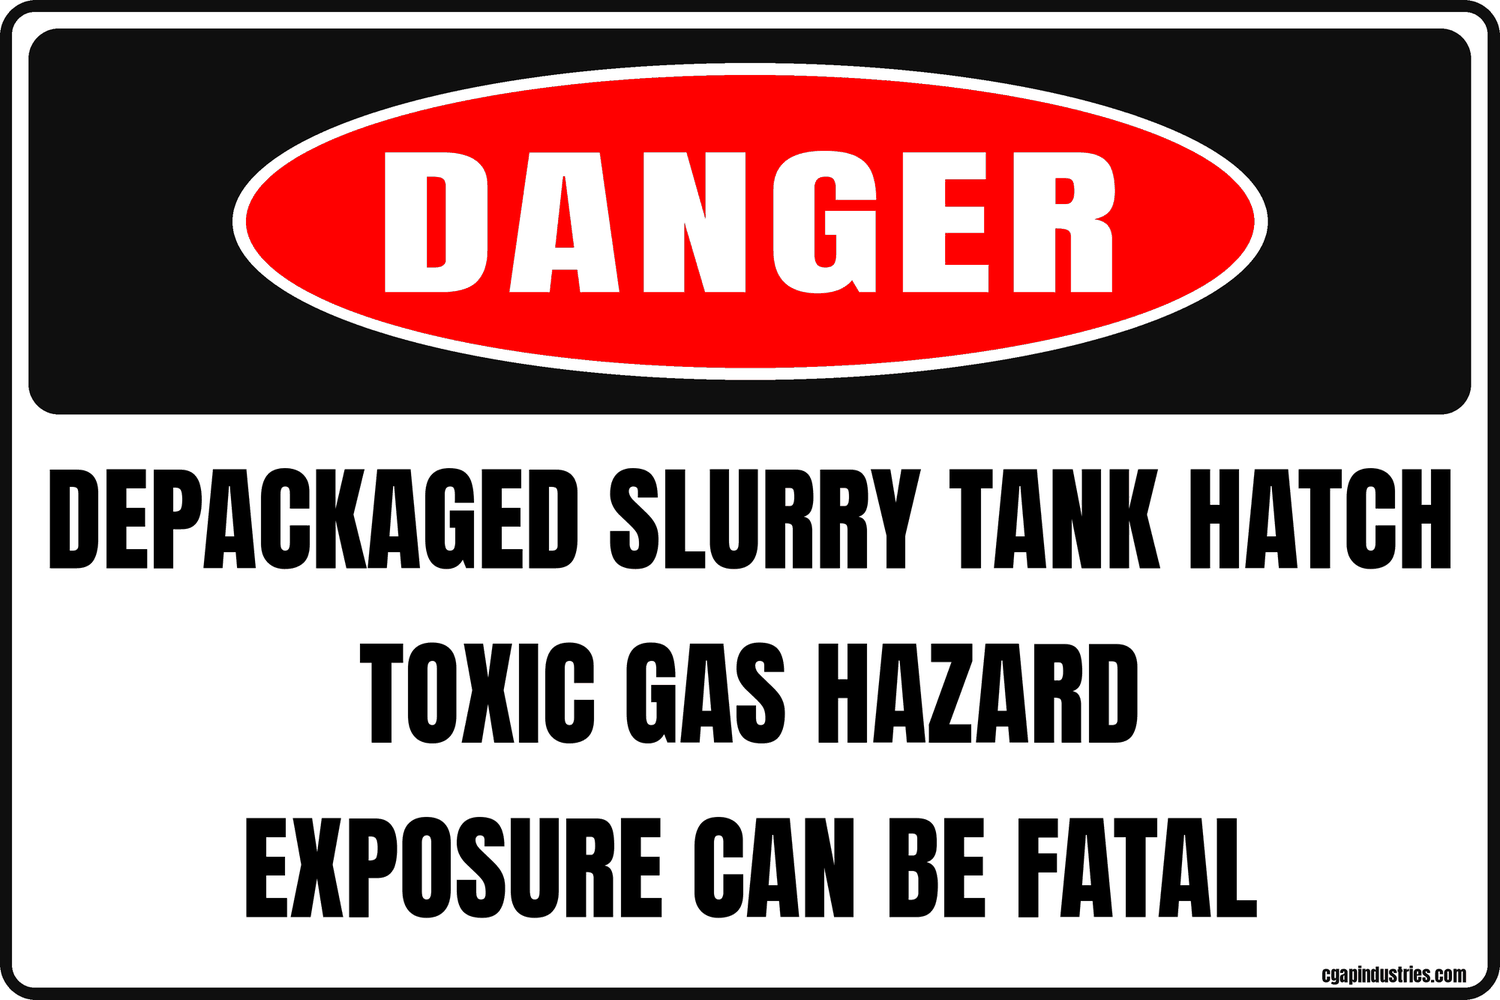 DANGER
DEPACKAGED SLURRY TANK HATCH
TOXIC GAS HAZARD
EXPOSURE CAN BE FATAL
cgapindustries.com